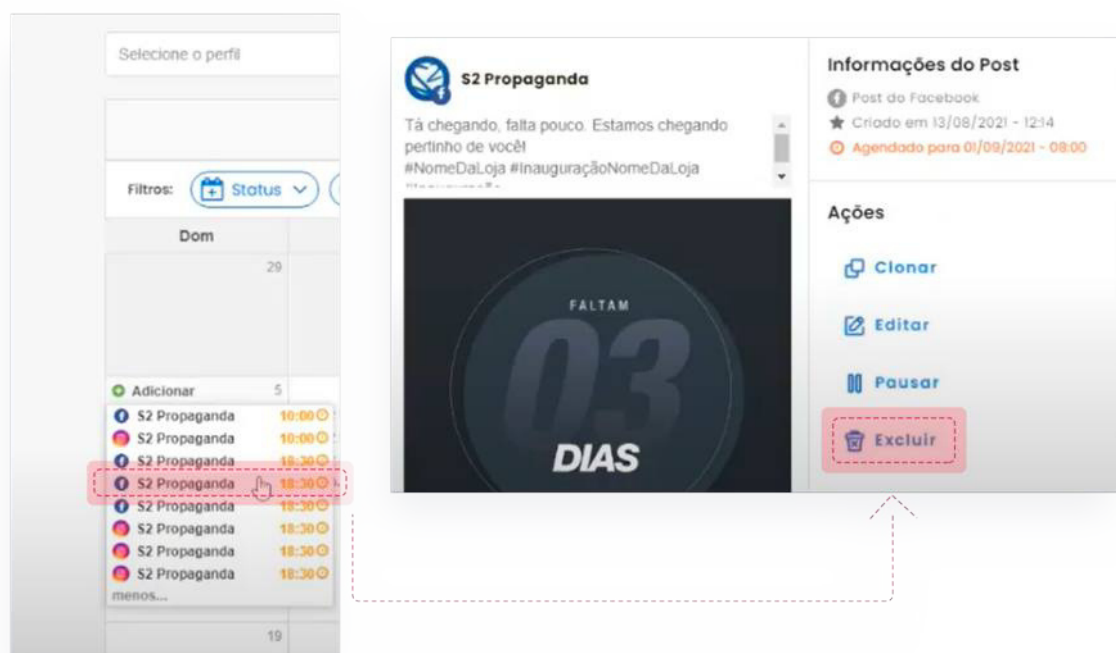 Selecione o perfil
Filtros: Status
Dom
29
Adicionar 5
S2 Propaganda 10:00
S2 Propaganda 10:00
S2 Propaganda 18:30
S2 Propaganda 18:30
S2 Propaganda 18:30
S2 Propaganda 18:30
S2 Propaganda 18:30
S2 Propaganda 18:30
menos...
19
S2 Propaganda
Tá chegando, falta pouco. Estamos chegando
pertinho de você!
#NomeDaLoja #InauguraçãoNomeDaLoja
FALTAM
03
DIAS
Informações do Post
Post do Facebook
Criado em 13/08/2021 - 12:14
Agendado para 01/09/2021 - 08:00
Ações
Clonar
Editar
Pausar
Excluir